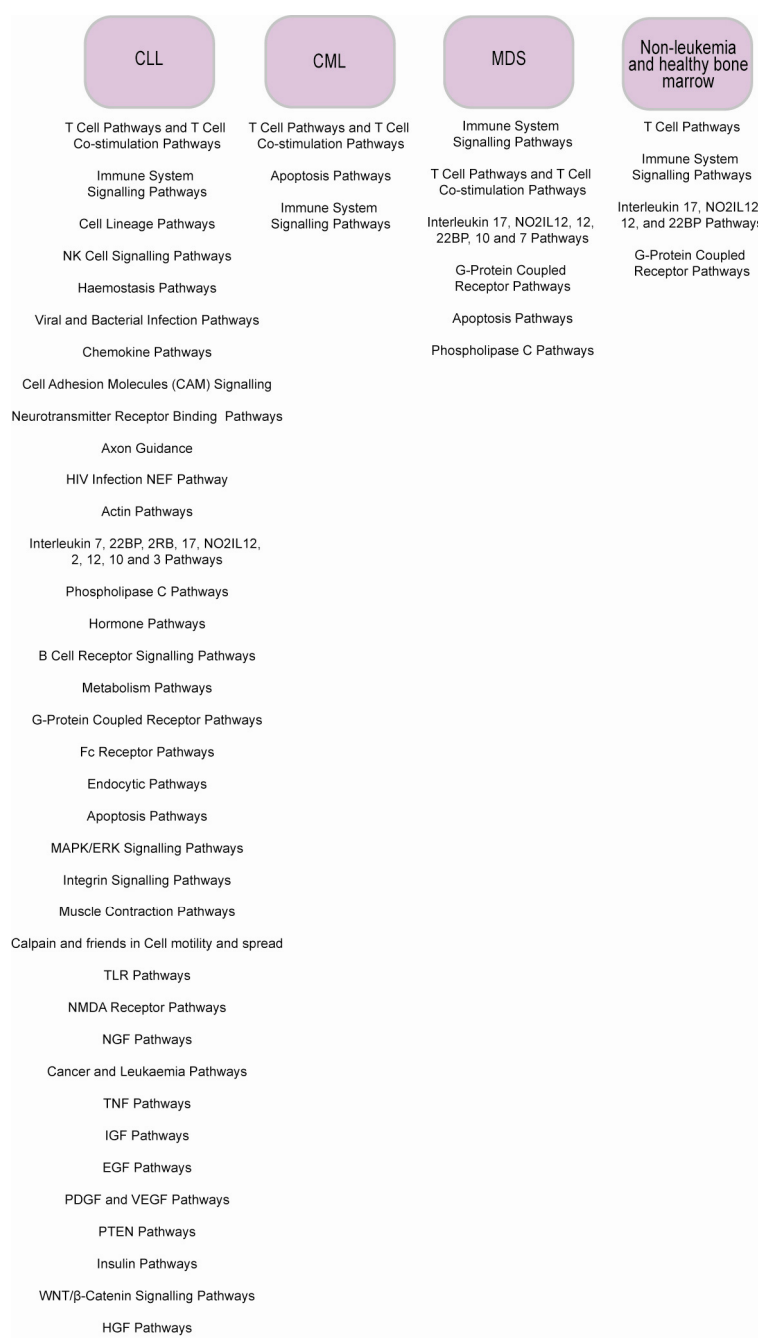 CLL
T Cell Pathways and T Cell
Co-stimulation Pathways
Immune System
Signalling Pathways
Cell Lineage Pathways
NK Cell Signalling Pathways
Haemostasis Pathways
Viral and Bacterial Infection Pathways
Chemokine Pathways
Cell Adhesion Molecules (CAM) Signalling
Neurotransmitter Receptor Binding Pathways
Axon Guidance
HIV Infection NEF Pathway
Actin Pathways
Interleukin 7, 22BP, 2RB, 17, NO2IL12,
2, 12, 10 and 3 Pathways
Phospholipase C Pathways
Hormone Pathways
B Cell Receptor Signalling Pathways
Metabolism Pathways
G-Protein Coupled Receptor Pathways
Fc Receptor Pathways
Endocytic Pathways
Apoptosis Pathways
MAPK/ERK Signalling Pathways
Integrin Signalling Pathways
Muscle Contraction Pathways
Calpain and friends in Cell motility and spread
TLR Pathways
NMDA Receptor Pathways
NGF Pathways
Cancer and Leukaemia Pathways
TNF Pathways
IGF Pathways
EGF Pathways
PDGF and VEGF Pathways
PTEN Pathways
Insulin Pathways
WNT/β-Catenin Signalling Pathways
HGF Pathways
CML
T Cell Pathways and T Cell
Co-stimulation Pathways
Apoptosis Pathways
Immune System
Signalling Pathways
MDS
Immune System
Signalling Pathways
T Cell Pathways and T Cell
Co-stimulation Pathways
Interleukin 17, NO2IL12, 12,
22BP, 10 and 7 Pathways
G-Protein Coupled
Receptor Pathways
Apoptosis Pathways
Phospholipase C Pathways
Non-leukemia
and healthy bone
marrow
T Cell Pathways
Immune System
Signalling Pathways
Interleukin 17, NO2IL12
12, and 22BP Pathways
G-Protein Coupled
Receptor Pathways